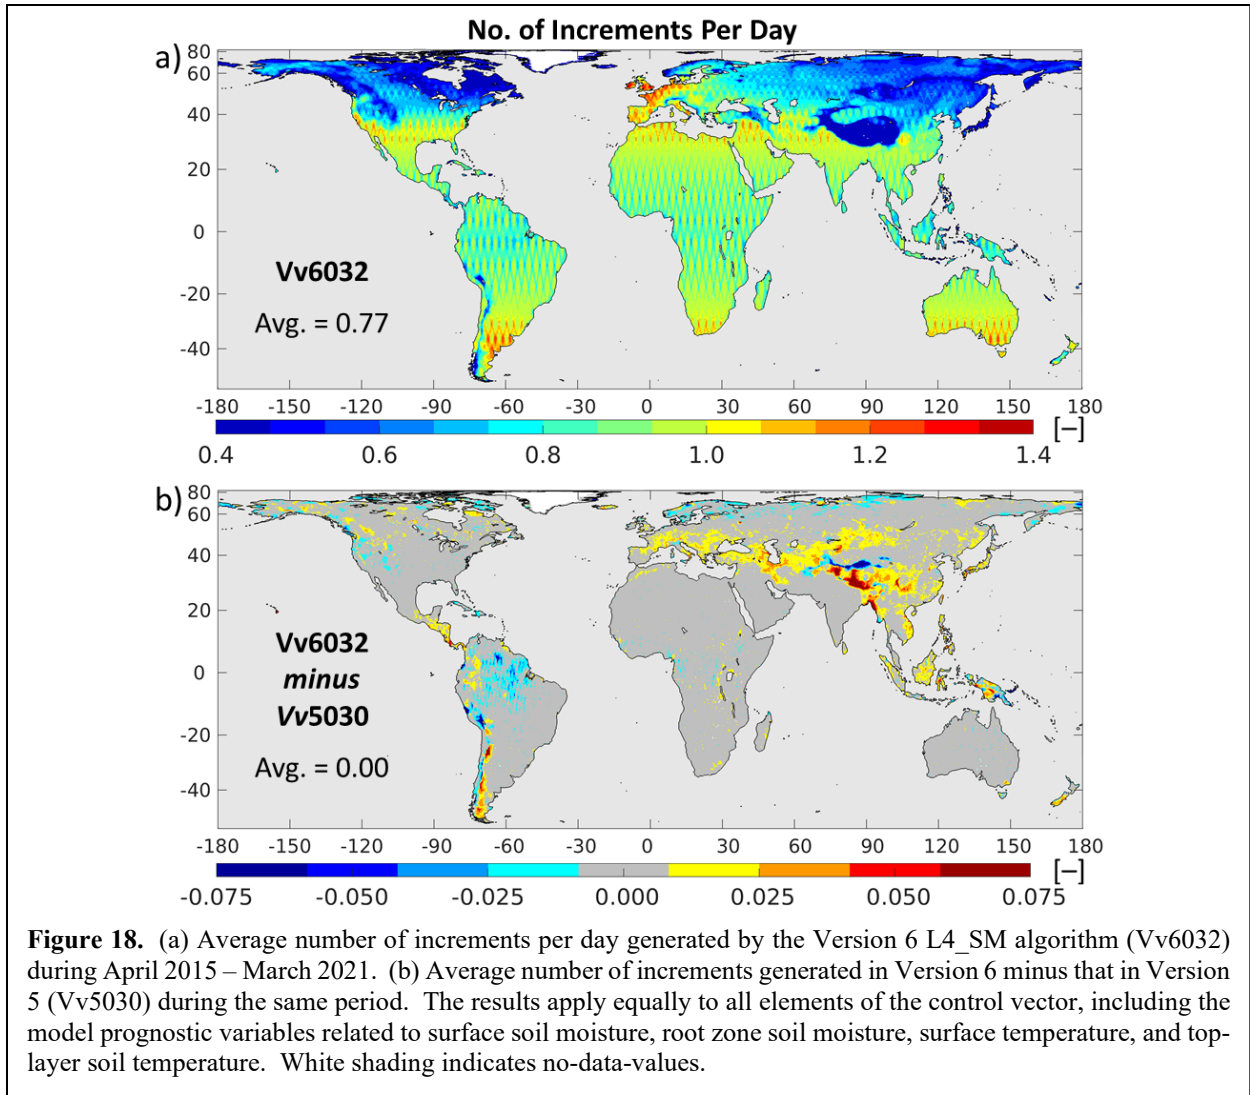 No. of Increments Per Day
a)
80
60
40
20
0
-20
-40
Vv6032
Avg. = 0.77
-180 -150 -120 -90 -60 -30 0 30 60 90 120 150 180
[–]
0.4 0.6 0.8 1.0 1.2 1.4
b)
80
60
40
20
0
-20
-40
Vv6032
minus
Vv5030
Avg. = 0.00
-180 -150 -120 -90 -60 -30 0 30 60 90 120 150 180
[–]
-0.075 -0.050 -0.025 0.000 0.025 0.050 0.075
Figure 18. (a) Average number of increments per day generated by the Version 6 L4_SM algorithm (Vv6032)
during April 2015 – March 2021. (b) Average number of increments generated in Version 6 minus that in Version
5 (Vv5030) during the same period. The results apply equally to all elements of the control vector, including the
model prognostic variables related to surface soil moisture, root zone soil moisture, surface temperature, and top-
layer soil temperature. White shading indicates no-data-values.